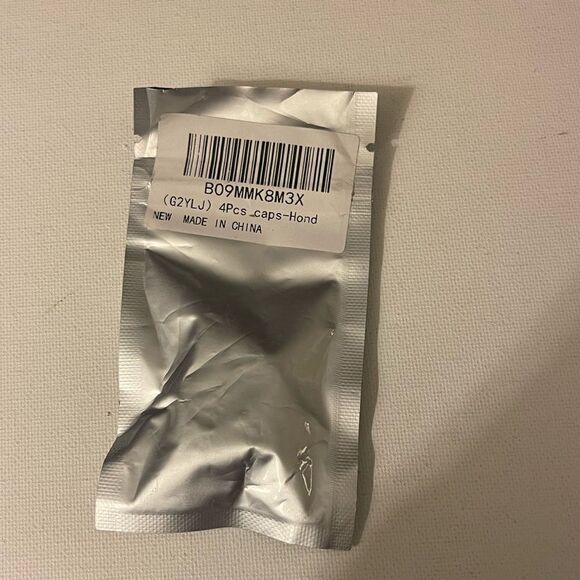 B09MMK8M3X
(G2YLJ) 4Pcs caps-Hond
NEW MADE IN CHINA